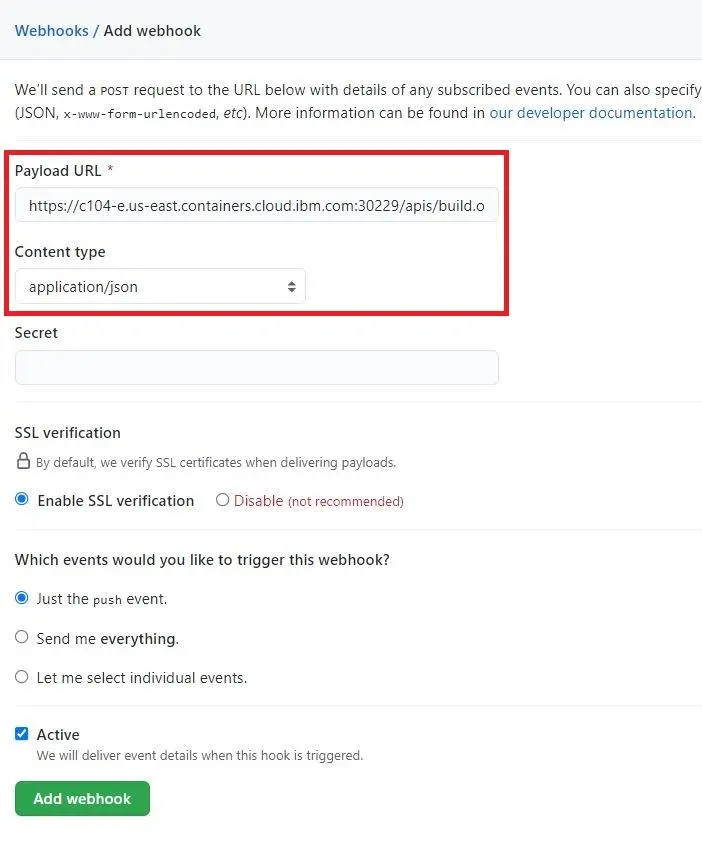 Webhooks / Add webhook
We'll send a POST request to the URL below with details of any subscribed events. You can also specify
(JSON, x-www-form-urlencoded, etc). More information can be found in our developer documentation.
Payload URL *
https://c104-e.us-east.containers.cloud.ibm.com:30229/apis/build.o
Content type
application/json
Secret
SSL verification
By default, we verify SSL certificates when delivering payloads.
Enable SSL verification Disable (not recommended)
Which events would you like to trigger this webhook?
Just the push event.
Send me everything.
Let me select individual events.
Active
We will deliver event details when this hook is triggered.
Add webhook